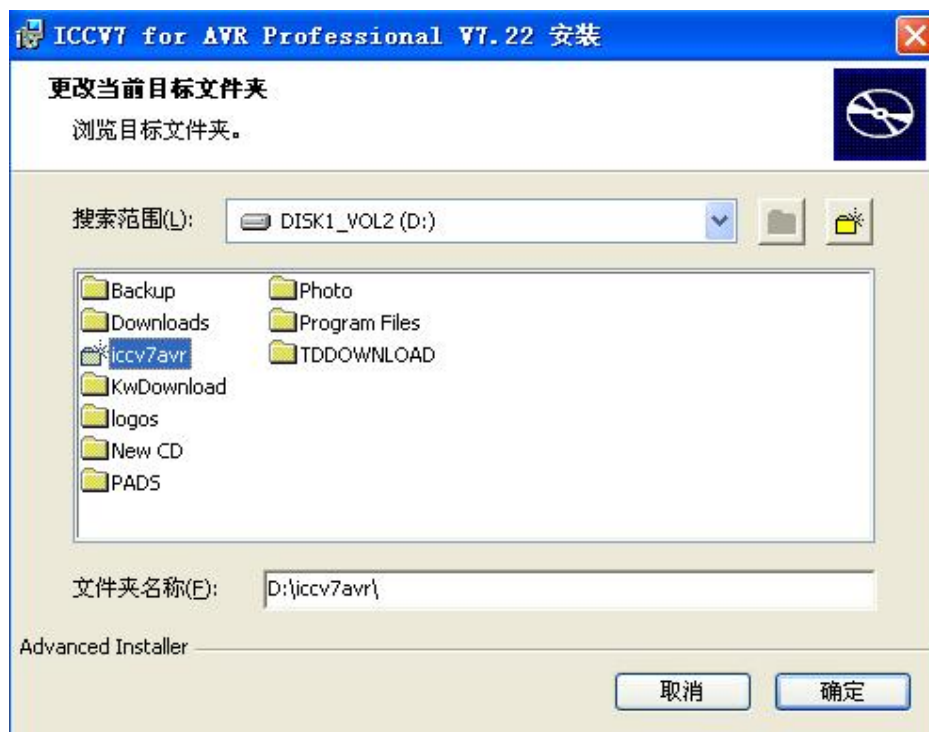 ICCV7 for AVR Professional V7.22 安装
更改当前目标文件夹
浏览目标文件夹。
搜索范围(L):
DISK1_VOL2 (D:)
Backup
Downloads
iccv7avr
KwDownload
logos
New CD
PADS
Photo
Program Files
TDDOWNLOAD
文件夹名称(F):
D:\iccv7avr\
Advanced Installer
取消
确定